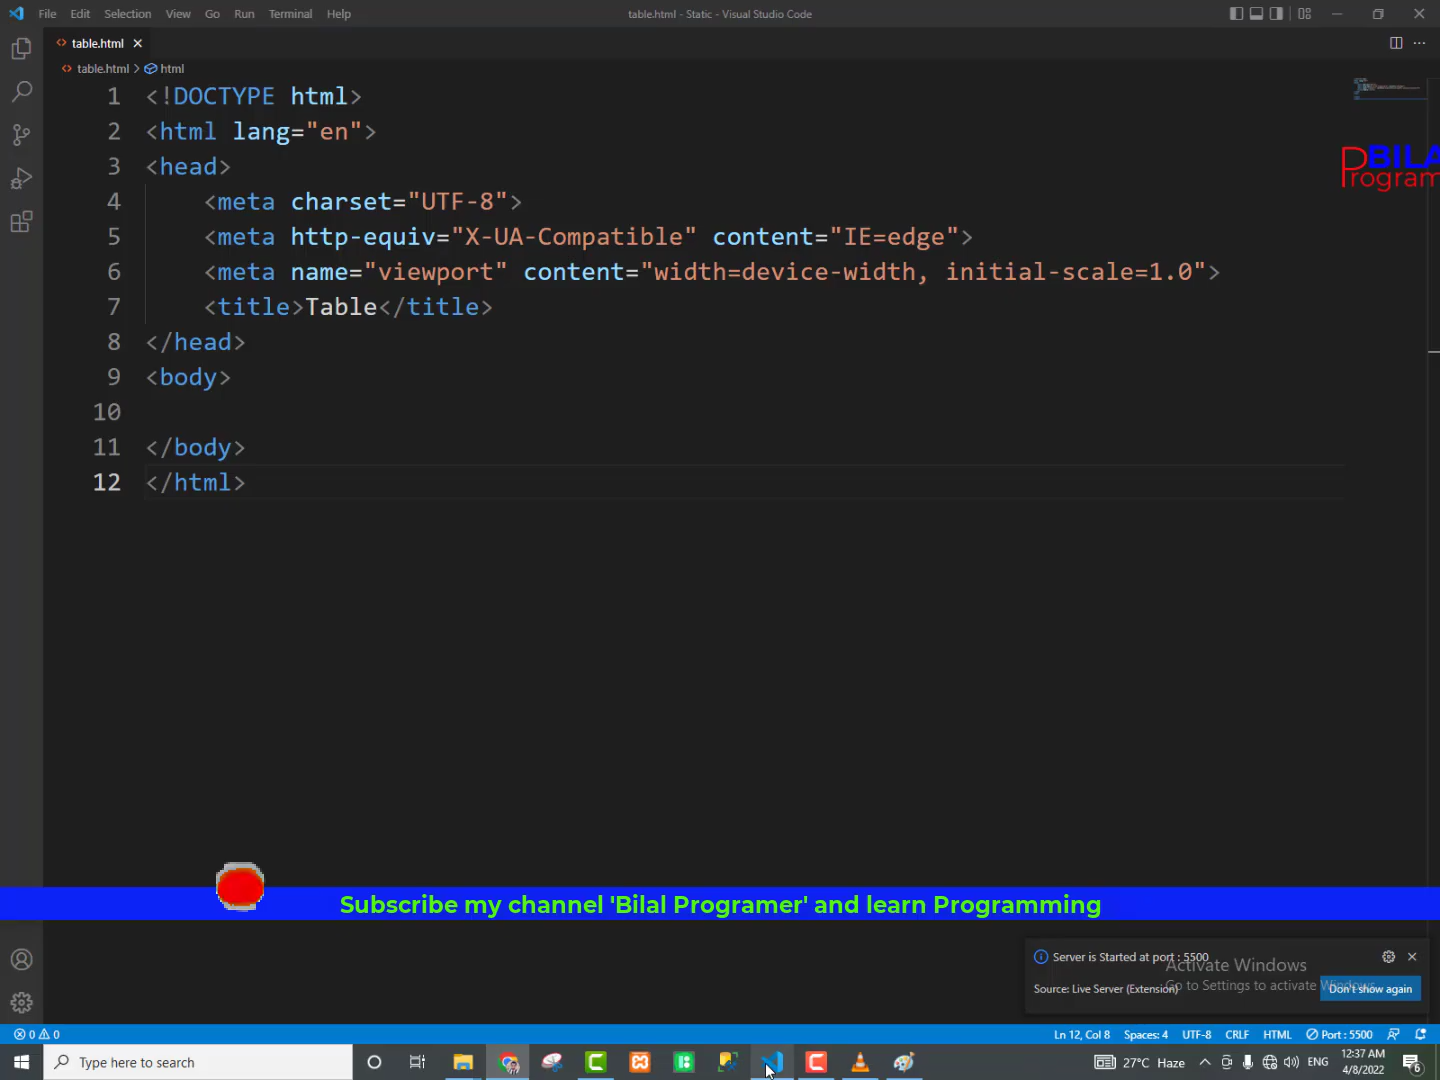 File Edit Selection View Go Run Terminal Help
table.html - Static - Visual Studio Code
table.html
table.html > html
1 <!DOCTYPE html>
2 <html lang="en">
3 <head>
4 <meta charset="UTF-8">
5 <meta http-equiv="X-UA-Compatible" content="IE=edge">
6 <meta name="viewport" content="width=device-width, initial-scale=1.0">
7 <title>Table</title>
8 </head>
9 <body>
10
11 </body>
12 </html>
BILA
Program
Subscribe my channel 'Bilal Programer' and learn Programming
Server is Started at port : 5500
Activate Windows
Go to Settings to activate Windows.
Source: Live Server (Extension)
Don't show again
0 0
Ln 12, Col 8 Spaces: 4 UTF-8 CRLF HTML Port : 5500
Type here to search
27°C Haze
ENG
12:37 AM
4/8/2022
6